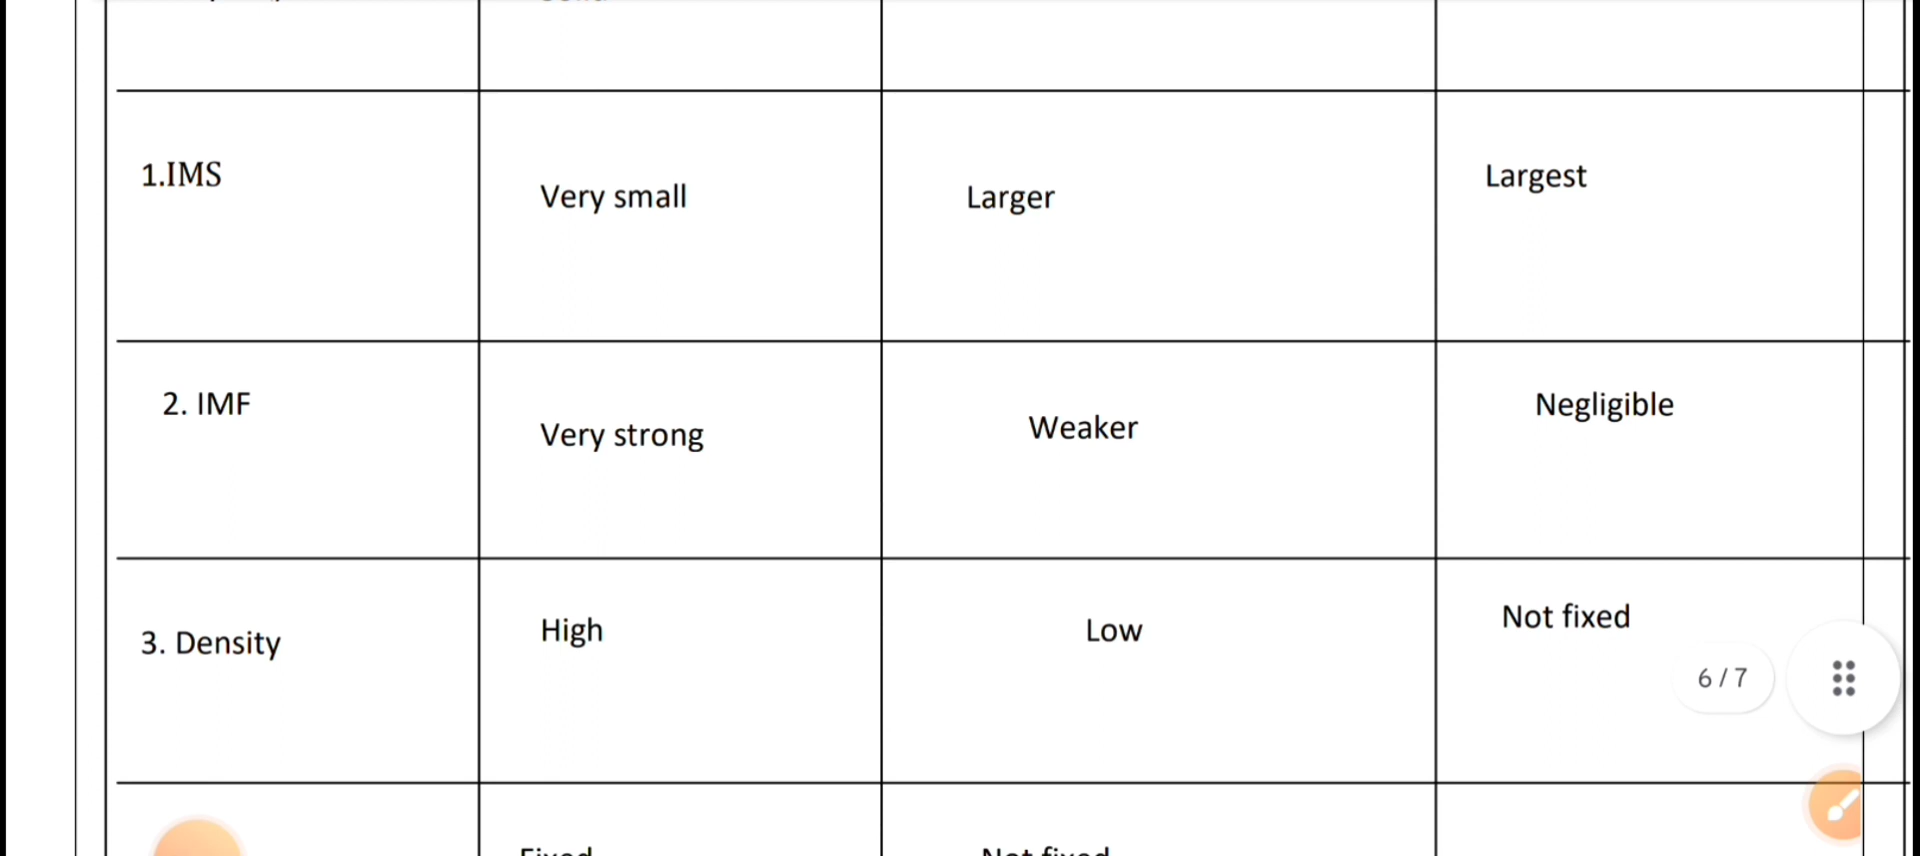 1.IMS
Very small
Larger
Largest
2. IMF
Very strong
Weaker
Negligible
3. Density
High
Low
Not fixed
6 / 7
Fixed
Not fixed